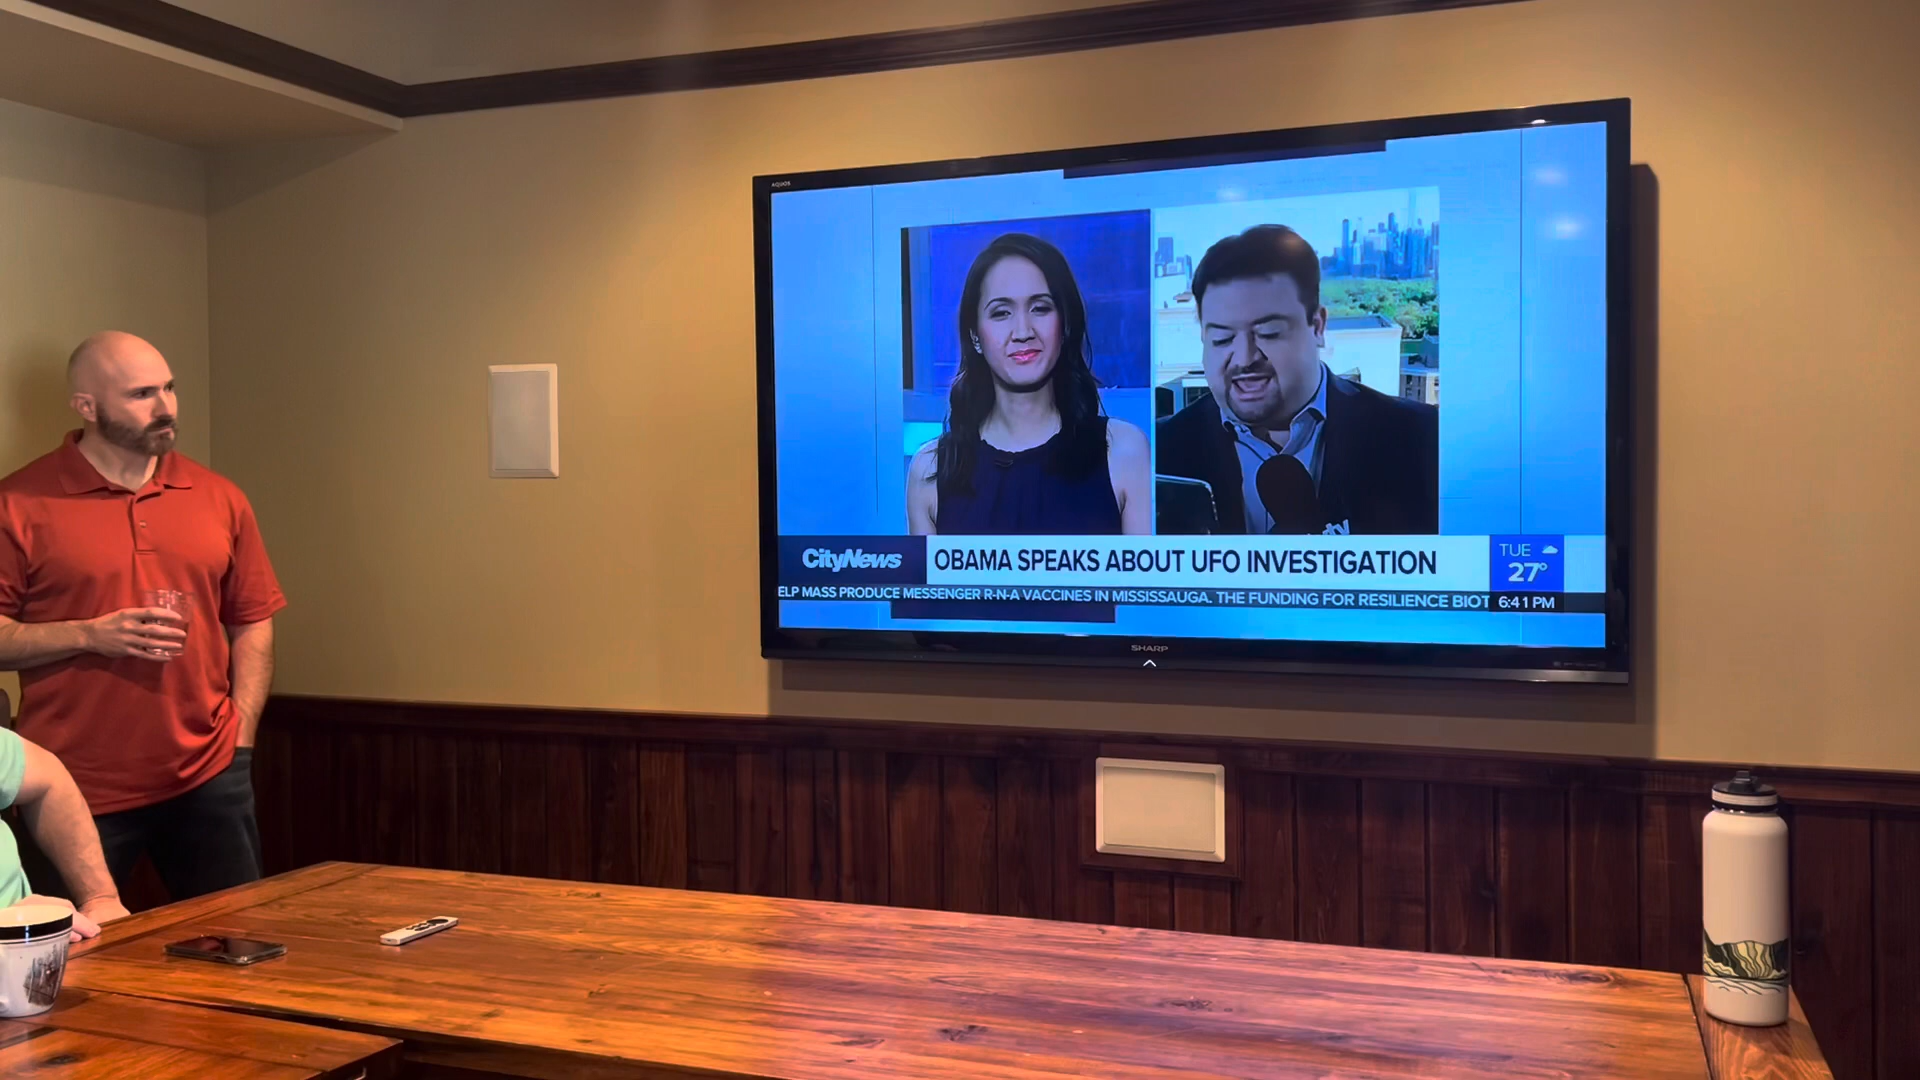 AQUOS
CityNews
OBAMA SPEAKS ABOUT UFO INVESTIGATION
TUE
27°
ELP MASS PRODUCE MESSENGER R-N-A VACCINES IN MISSISSAUGA. THE FUNDING FOR RESILIENCE BIOT
6:41 PM
SHARP